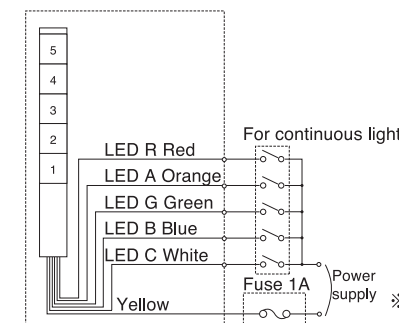 5
4
3
2
1
For continuous light
LED R Red
LED A Orange
LED G Green
LED B Blue
LED C White
Fuse 1A
Power
supply ※
Yellow